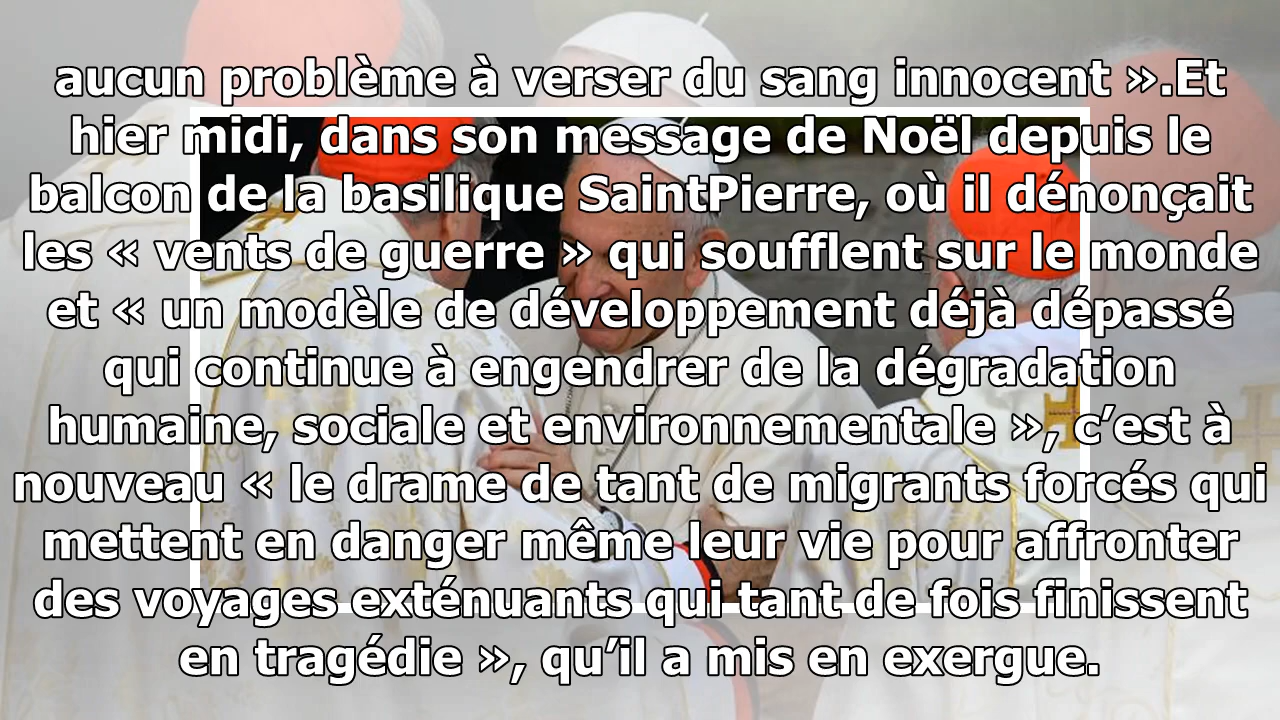 aucun problème à verser du sang innocent ».Et
hier midi, dans son message de Noël depuis le
balcon de la basilique SaintPierre, où il dénonçait
les « vents de guerre » qui soufflent sur le monde
et « un modèle de développement déjà dépassé
qui continue à engendrer de la dégradation
humaine, sociale et environnementale », c’est à
nouveau « le drame de tant de migrants forcés qui
mettent en danger même leur vie pour affronter
des voyages exténuants qui tant de fois finissent
en tragédie », qu’il a mis en exergue.